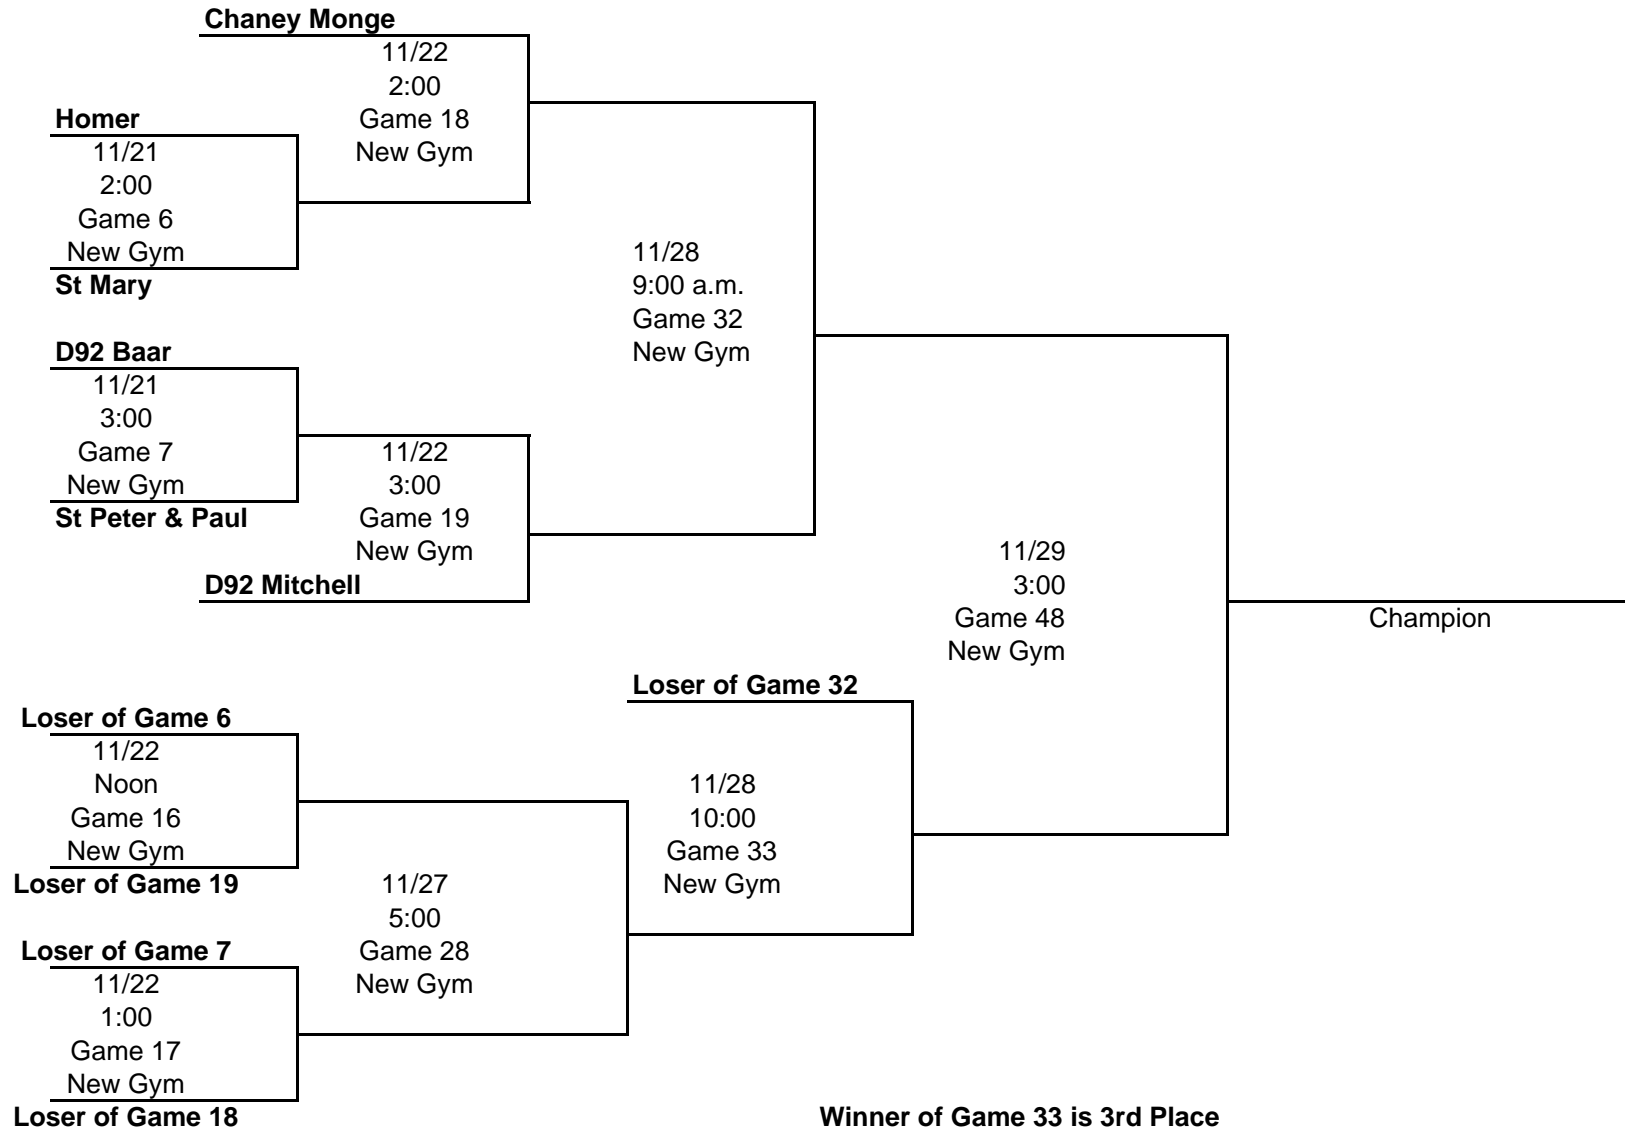 Chaney Monge
11/22
2:00
Game 18
New Gym
Homer
11/21
2:00
Game 6
New Gym
St Mary
11/28
9:00 a.m.
Game 32
New Gym
D92 Baar
11/21
3:00
Game 7
New Gym
St Peter & Paul
11/22
3:00
Game 19
New Gym
D92 Mitchell
11/29
3:00
Game 48
New Gym
Champion
Loser of Game 32
Loser of Game 6
11/22
Noon
Game 16
New Gym
Loser of Game 19
11/28
10:00
Game 33
New Gym
11/27
5:00
Game 28
New Gym
Loser of Game 7
11/22
1:00
Game 17
New Gym
Loser of Game 18
Winner of Game 33 is 3rd Place